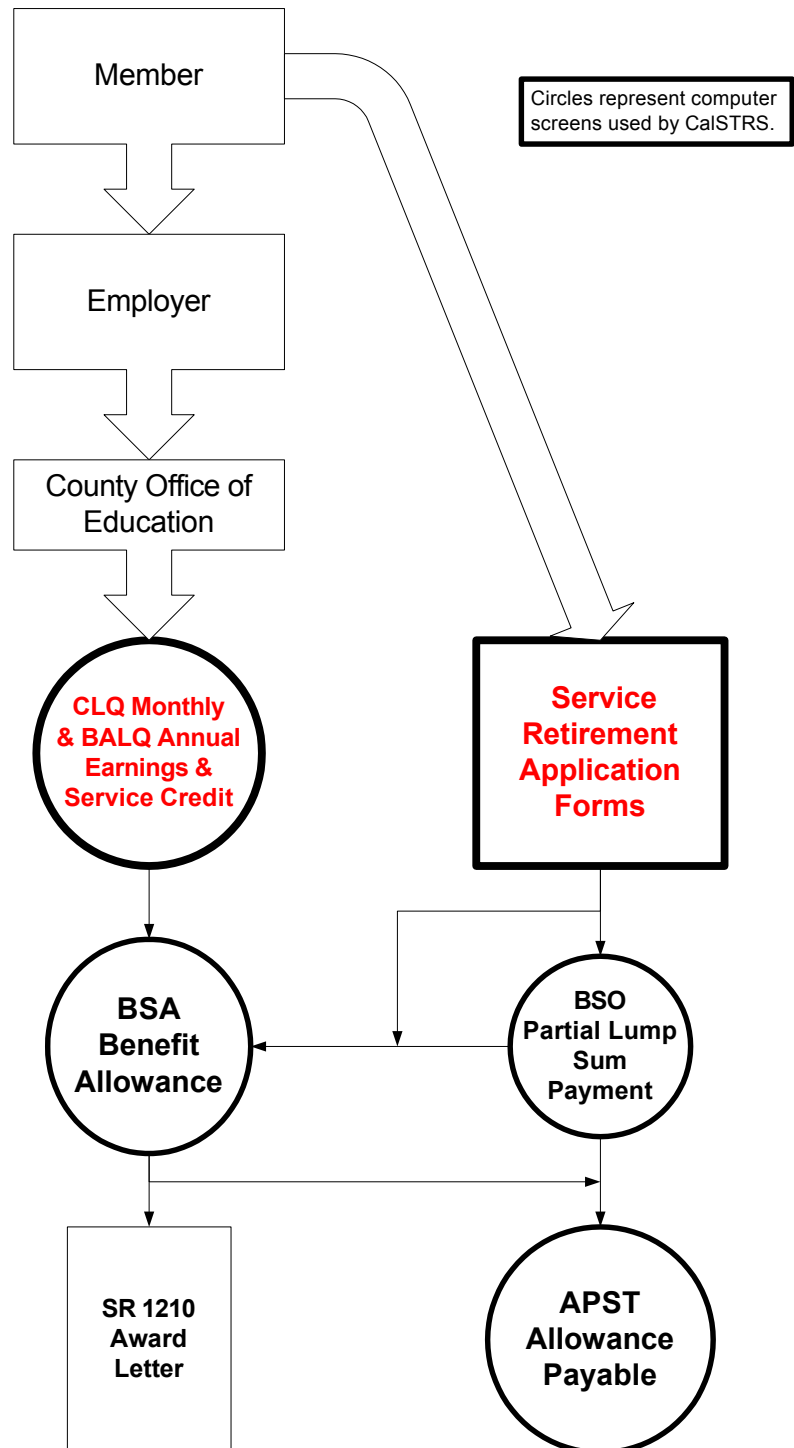 Member
Circles represent computer
screens used by CalSTRS.
Employer
County Office of
Education
CLQ Monthly
& BALQ Annual
Earnings &
Service Credit
Service
Retirement
Application
Forms
BSA
Benefit
Allowance
BSO
Partial Lump
Sum
Payment
SR 1210
Award
Letter
APST
Allowance
Payable